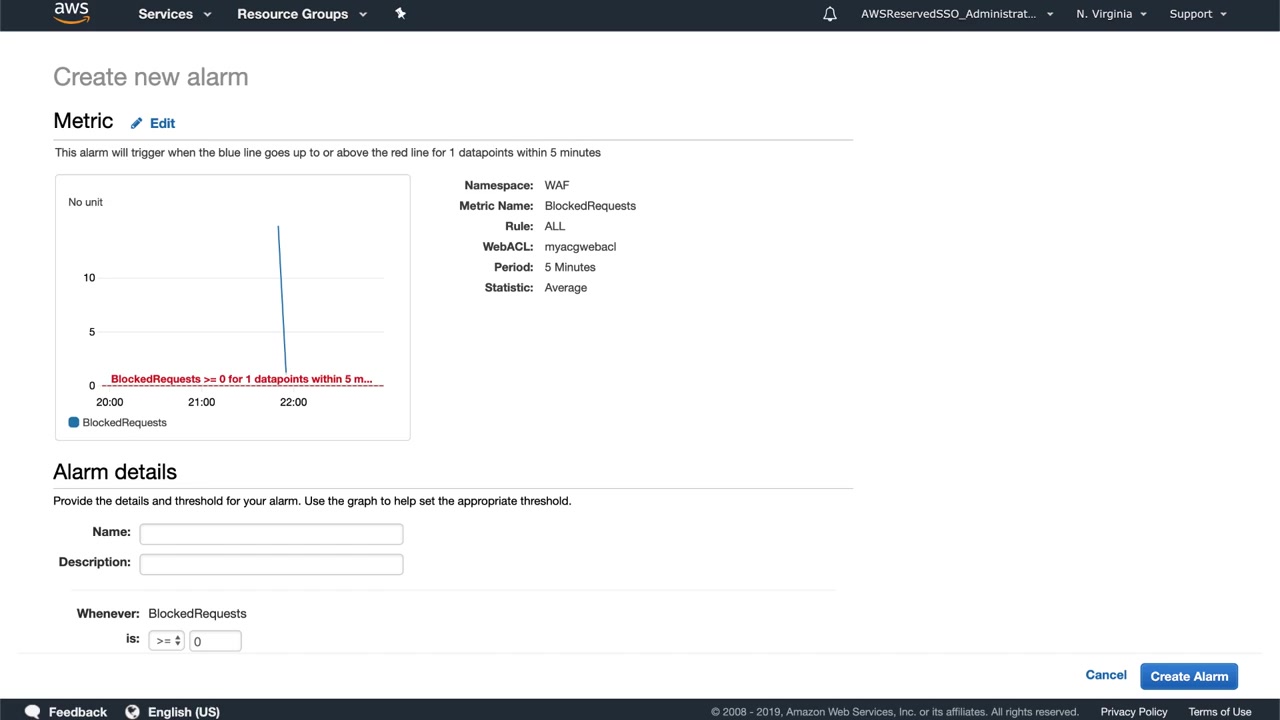 aws
Services
Resource Groups
AWSReservedSSO_Administrat...
N. Virginia
Support
Create new alarm
Metric
Edit
This alarm will trigger when the blue line goes up to or above the red line for 1 datapoints within 5 minutes
No unit
10
5
0
BlockedRequests >= 0 for 1 datapoints within 5 m...
20:00
21:00
22:00
BlockedRequests
Namespace: WAF
Metric Name: BlockedRequests
Rule: ALL
WebACL: myacgwebacl
Period: 5 Minutes
Statistic: Average
Alarm details
Provide the details and threshold for your alarm. Use the graph to help set the appropriate threshold.
Name:
Description:
Whenever: BlockedRequests
is: >= 0
Cancel
Create Alarm
Feedback
English (US)
© 2008 - 2019, Amazon Web Services, Inc. or its affiliates. All rights reserved.
Privacy Policy
Terms of Use